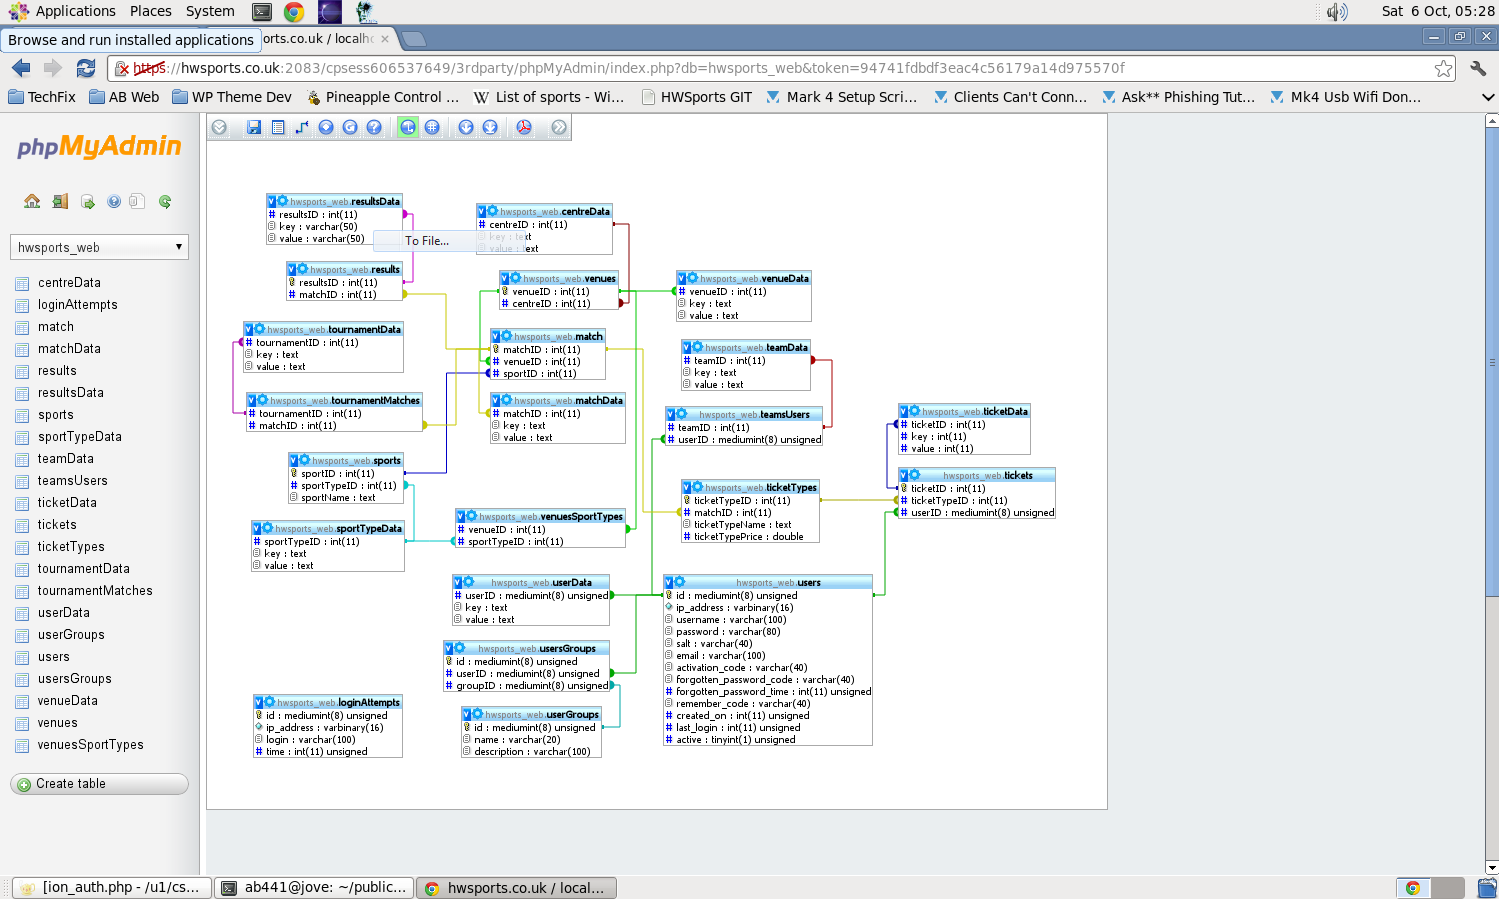 Applications Places System
Sat 6 Oct, 05:28
Browse and run installed applications
orts.co.uk / localh
https://hwsports.co.uk:2083/cpsess606537649/3rdparty/phpMyAdmin/index.php?db=hwsports_web&token=94741fdbdf3eac4c56179a14d975570f
TechFix AB Web WP Theme Dev Pineapple Control ... List of sports - Wi... HWSports GIT Mark 4 Setup Scri... Clients Can't Conn... Ask** Phishing Tut... Mk4 Usb Wifi Don...
phpMyAdmin
hwsports_web
centreData
loginAttempts
match
matchData
results
resultsData
sports
sportTypeData
teamData
teamsUsers
ticketData
tickets
ticketTypes
tournamentData
tournamentMatches
userData
userGroups
users
usersGroups
venueData
venues
venuesSportTypes
Create table
hwsports_web.resultsData
resultsID : int(11)
key : varchar(50)
value : varchar(50)
To File...
hwsports_web.centreData
centreID : int(11)
key : text
value : text
hwsports_web.results
resultsID : int(11)
matchID : int(11)
hwsports_web.venues
venueID : int(11)
centreID : int(11)
hwsports_web.venueData
venueID : int(11)
key : text
value : text
hwsports_web.tournamentData
tournamentID : int(11)
key : text
value : text
hwsports_web.match
matchID : int(11)
venueID : int(11)
sportID : int(11)
hwsports_web.teamData
teamID : int(11)
key : text
value : text
hwsports_web.tournamentMatches
tournamentID : int(11)
matchID : int(11)
hwsports_web.matchData
matchID : int(11)
key : text
value : text
hwsports_web.teamsUsers
teamID : int(11)
userID : mediumint(8) unsigned
hwsports_web.ticketData
ticketID : int(11)
key : int(11)
value : int(11)
hwsports_web.sports
sportID : int(11)
sportTypeID : int(11)
sportName : text
hwsports_web.tickets
ticketID : int(11)
ticketTypeID : int(11)
userID : mediumint(8) unsigned
hwsports_web.ticketTypes
ticketTypeID : int(11)
matchID : int(11)
ticketTypeName : text
ticketTypePrice : double
hwsports_web.sportTypeData
sportTypeID : int(11)
key : text
value : text
hwsports_web.venuesSportTypes
venueID : int(11)
sportTypeID : int(11)
hwsports_web.userData
userID : mediumint(8) unsigned
key : text
value : text
hwsports_web.users
id : mediumint(8) unsigned
ip_address : varbinary(16)
username : varchar(100)
password : varchar(80)
salt : varchar(40)
email : varchar(100)
activation_code : varchar(40)
forgotten_password_code : varchar(40)
forgotten_password_time : int(11) unsigned
remember_code : varchar(40)
created_on : int(11) unsigned
last_login : int(11) unsigned
active : tinyint(1) unsigned
hwsports_web.usersGroups
id : mediumint(8) unsigned
userID : mediumint(8) unsigned
groupID : mediumint(8) unsigned
hwsports_web.loginAttempts
id : mediumint(8) unsigned
ip_address : varbinary(16)
login : varchar(100)
time : int(11) unsigned
hwsports_web.userGroups
id : mediumint(8) unsigned
name : varchar(20)
description : varchar(100)
[ion_auth.php - /u1/cs... ab441@jove: ~/public... hwsports.co.uk / local...